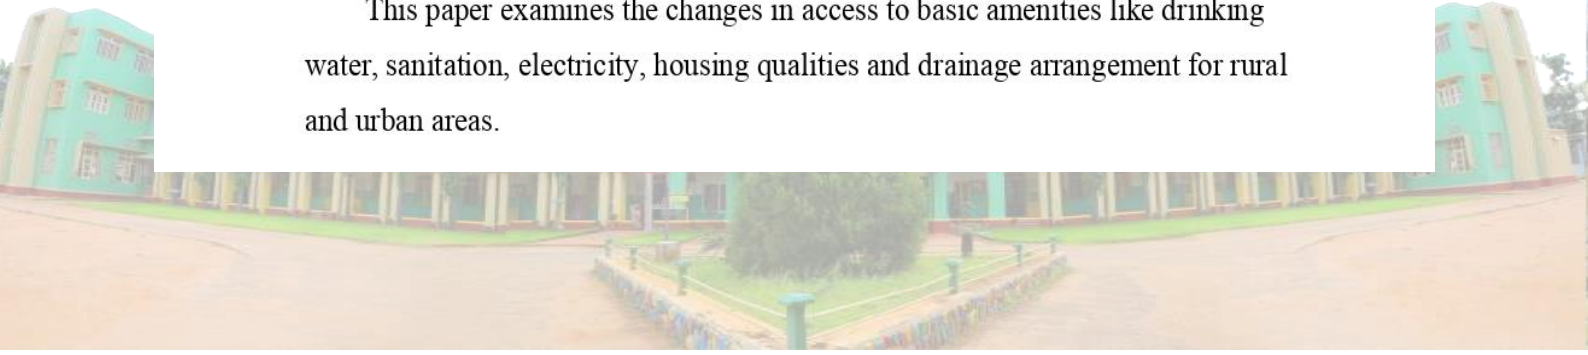 This paper examines the changes in access to basic amenities like drinking
water, sanitation, electricity, housing qualities and drainage arrangement for rural
and urban areas.